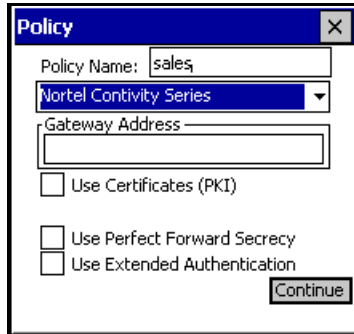 Policy
Policy Name: sales
Nortel Contivity Series
Gateway Address
Use Certificates (PKI)
Use Perfect Forward Secrecy
Use Extended Authentication
Continue